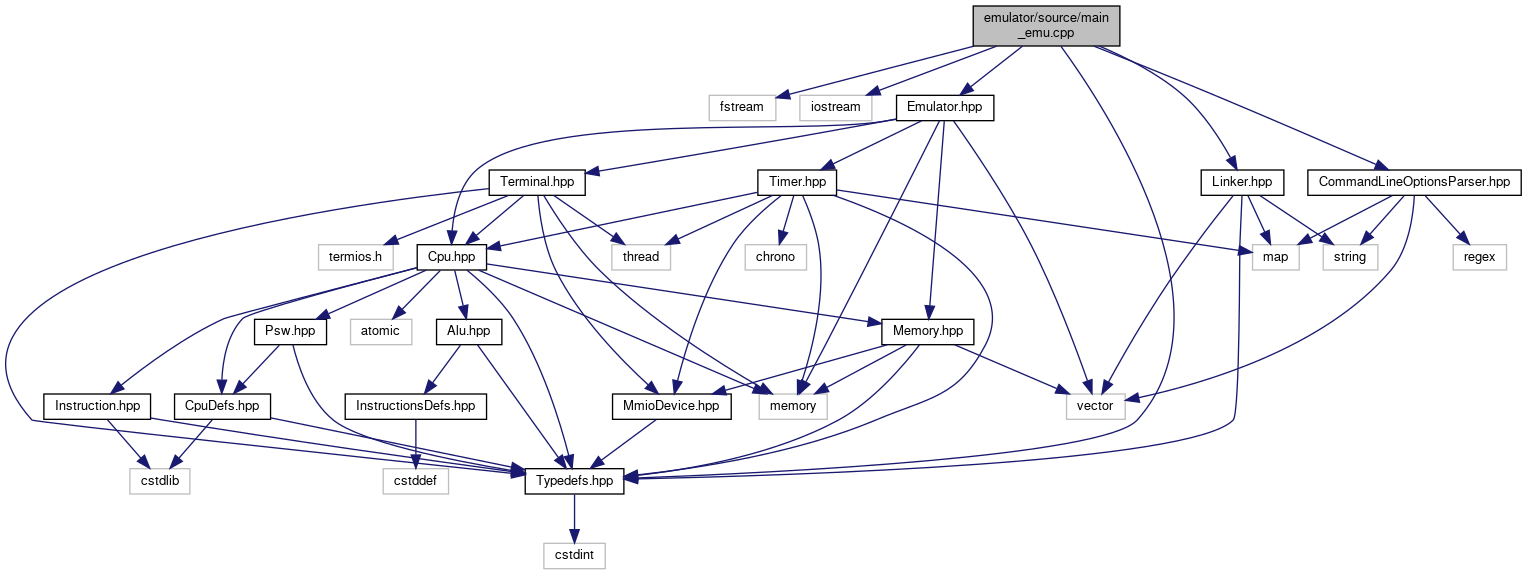 emulator/source/main
_emu.cpp
fstream
iostream
Emulator.hpp
Terminal.hpp
Timer.hpp
Linker.hpp
CommandLineOptionsParser.hpp
termios.h
Cpu.hpp
thread
chrono
map
string
regex
Psw.hpp
atomic
Alu.hpp
Memory.hpp
Instruction.hpp
CpuDefs.hpp
InstructionsDefs.hpp
MmioDevice.hpp
memory
vector
cstdlib
cstddef
Typedefs.hpp
cstdint